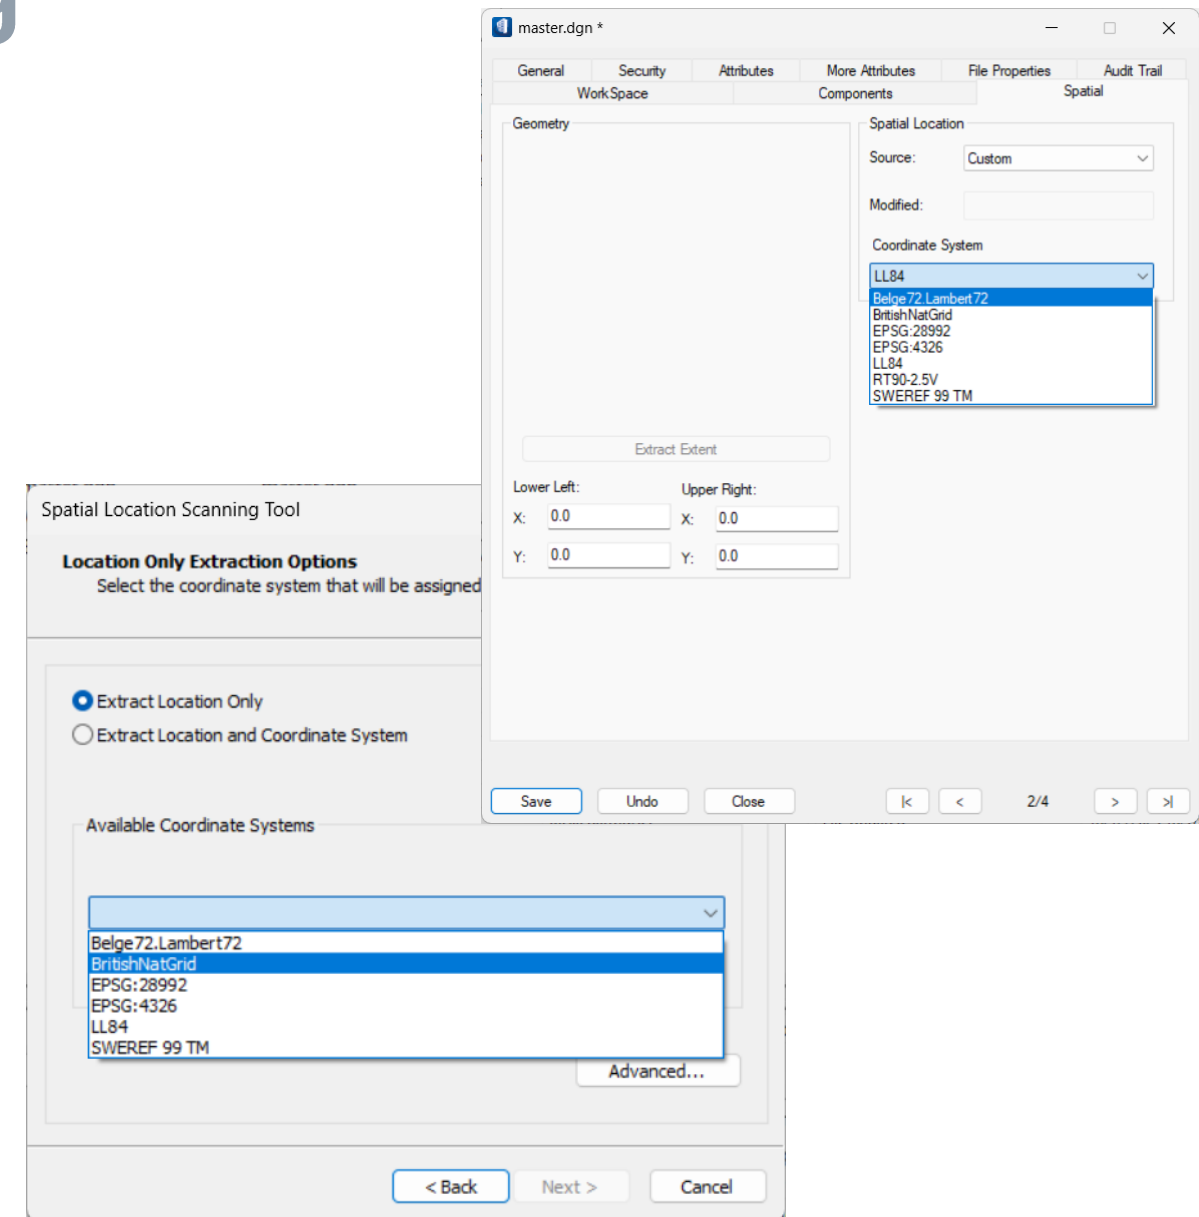 g
master.dgn *
General Security Attributes More Attributes File Properties Audit Trail
WorkSpace Components Spatial
Geometry
Spatial Location
Source: Custom
Modified:
Coordinate System
LL84
Belge72.Lambert72
BritishNatGrid
EPSG:28992
EPSG:4326
LL84
RT90-2.5V
SWEREF 99 TM
Extract Extent
Lower Left: Upper Right:
X: 0.0 X: 0.0
Y: 0.0 Y: 0.0
Save Undo Close |< < 2/4 > >|
Spatial Location Scanning Tool
Location Only Extraction Options
Select the coordinate system that will be assigned
Extract Location Only
Extract Location and Coordinate System
Available Coordinate Systems
Belge72.Lambert72
BritishNatGrid
EPSG:28992
EPSG:4326
LL84
SWEREF 99 TM
Advanced...
< Back Next > Cancel